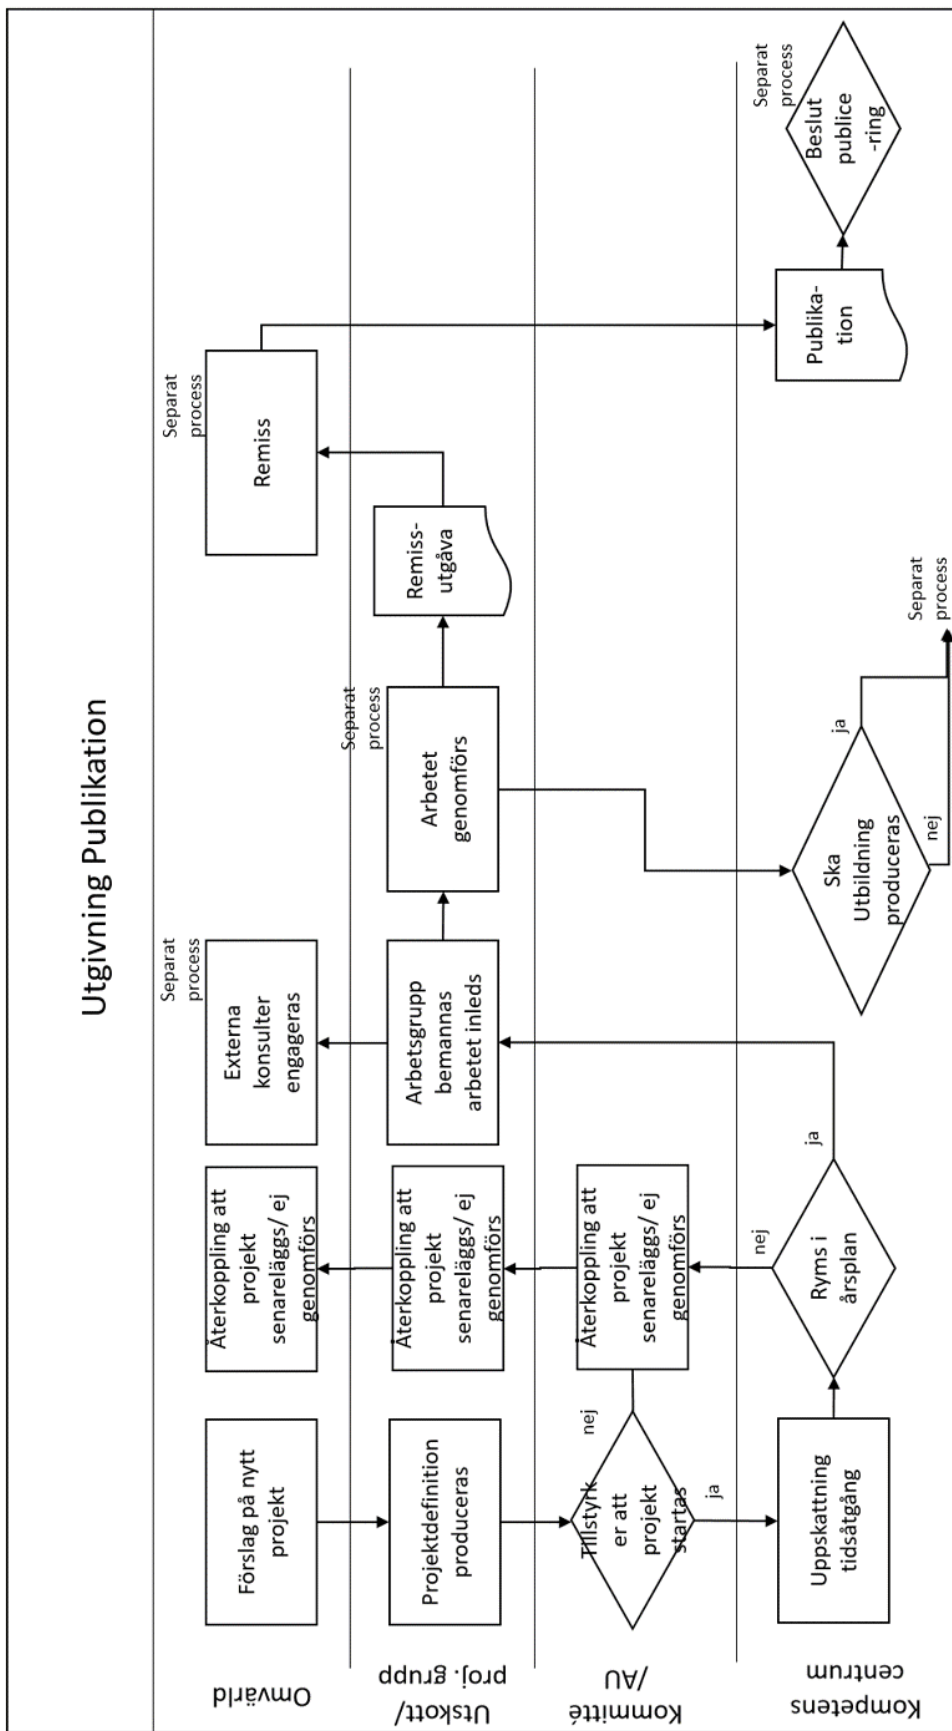 Utgivning Publikation
Omvärld
Förslag på nytt
projekt
Återkoppling att
projekt
senareläggs/ ej
genomförs
Externa
konsulter
engageras
Separat
process
Remiss
Separat
process
Utskott/
proj. grupp
Projektdefinition
produceras
Återkoppling att
projekt
senareläggs/ ej
genomförs
Arbetsgrupp
bemannas
arbetet inleds
Arbetet
genomförs
Separat
process
Remiss-
utgåva
Kommitté
/AU
Tillstyrk
er att
projekt
startas
nej
ja
Återkoppling att
projekt
senareläggs/ ej
genomförs
Kompetens
centrum
Uppskattning
tidsåtgång
Ryms i
årsplan
nej
ja
Ska
Utbildning
produceras
ja
nej
Separat
process
Publika-
tion
Beslut
publice
-ring
Separat
process